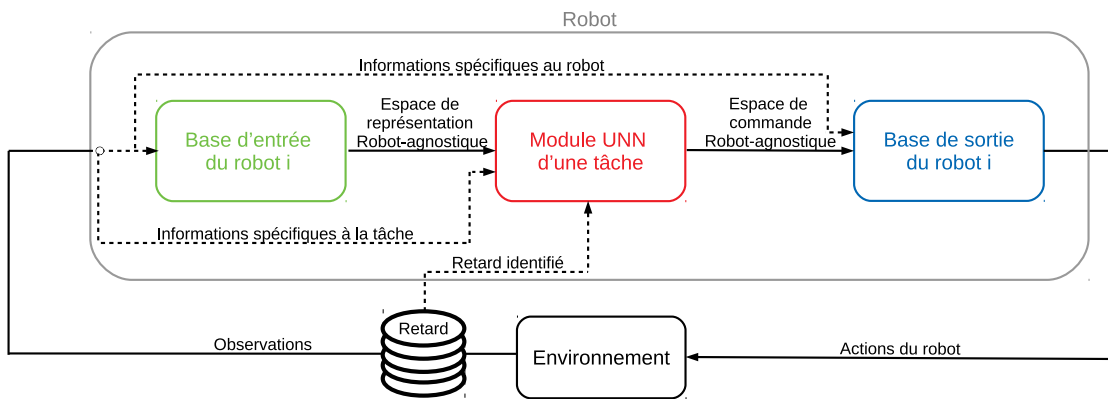 Robot
Informations spécifiques au robot
Base d'entrée
du robot i
Espace de
représentation
Robot-agnostique
Module UNN
d'une tâche
Espace de
commande
Robot-agnostique
Base de sortie
du robot i
Informations spécifiques à la tâche
Retard identifié
Retard
Observations
Environnement
Actions du robot